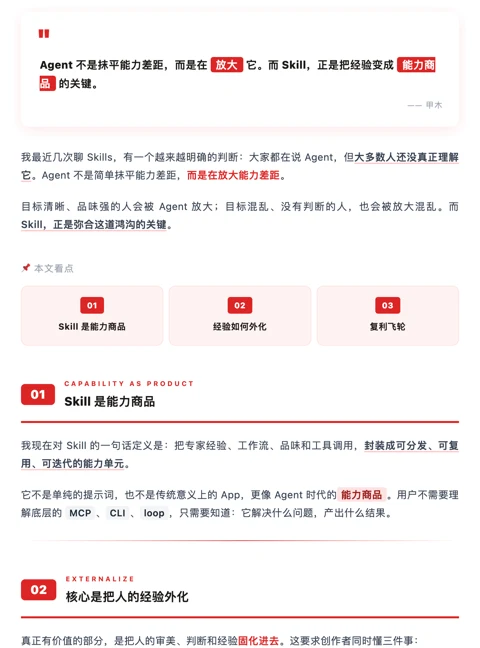 "
Agent 不是抹平能力差距，而是在 放大 它。而 Skill，正是把经验变成 能力商
品 的关键。
—— 甲木
我最近几次聊 Skills，有一个越来越明确的判断：大家都在说 Agent，但大多数人还没真正理解
它。Agent 不是简单抹平能力差距，而是在放大能力差距。
目标清晰、品味强的人会被 Agent 放大；目标混乱、没有判断的人，也会被放大混乱。而
Skill，正是弥合这道鸿沟的关键。
📌 本文看点
01
Skill 是能力商品
02
经验如何外化
03
复利飞轮
01
CAPABILITY AS PRODUCT
Skill 是能力商品
我现在对 Skill 的一句话定义是：把专家经验、工作流、品味和工具调用，封装成可分发、可复
用、可迭代的能力单元。
它不是单纯的提示词，也不是传统意义上的 App，更像 Agent 时代的 能力商品 。用户不需要理
解底层的 MCP 、 CLI 、 loop ，只需要知道：它解决什么问题，产出什么结果。
02
EXTERNALIZE
核心是把人的经验外化
真正有价值的部分，是把人的审美、判断和经验固化进去。这要求创作者同时懂三件事：